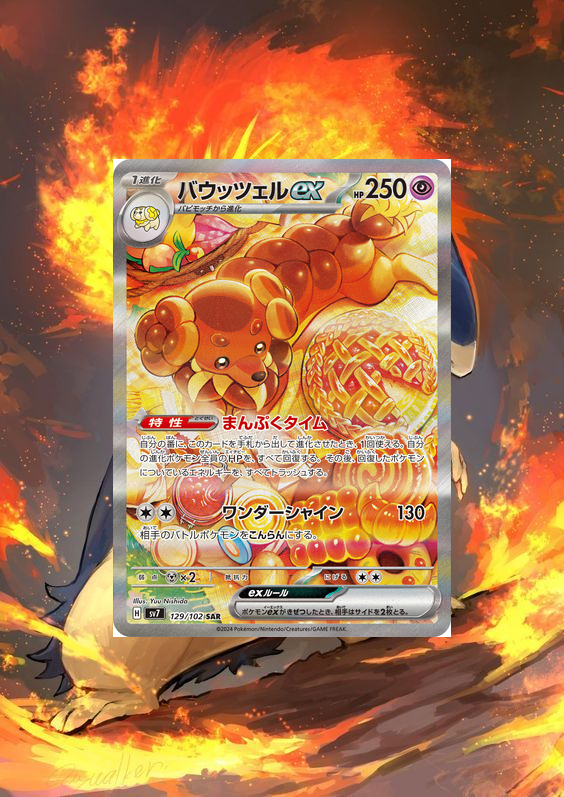 1進化 バウッツェルex HP250
パピモッチから進化
特性 とくせい まんぷくタイム
自分の番に、このカードを手札から出して進化させたとき、1回使える。自分
の進化ポケモン全員のHPを、すべて回復する。その後、回復したポケモン
についているエネルギーを、すべてトラッシュする。
ワンダーシャイン 130
相手のバトルポケモンをこんらんにする。
弱点 ×2 抵抗力 にげる
exルール
ポケモンexがきぜつしたとき、相手はサイドを2枚とる。
Illus. Yuu Nishida
H sv7 129/102 SAR
©2024 Pokémon/Nintendo/Creatures/GAME FREAK.